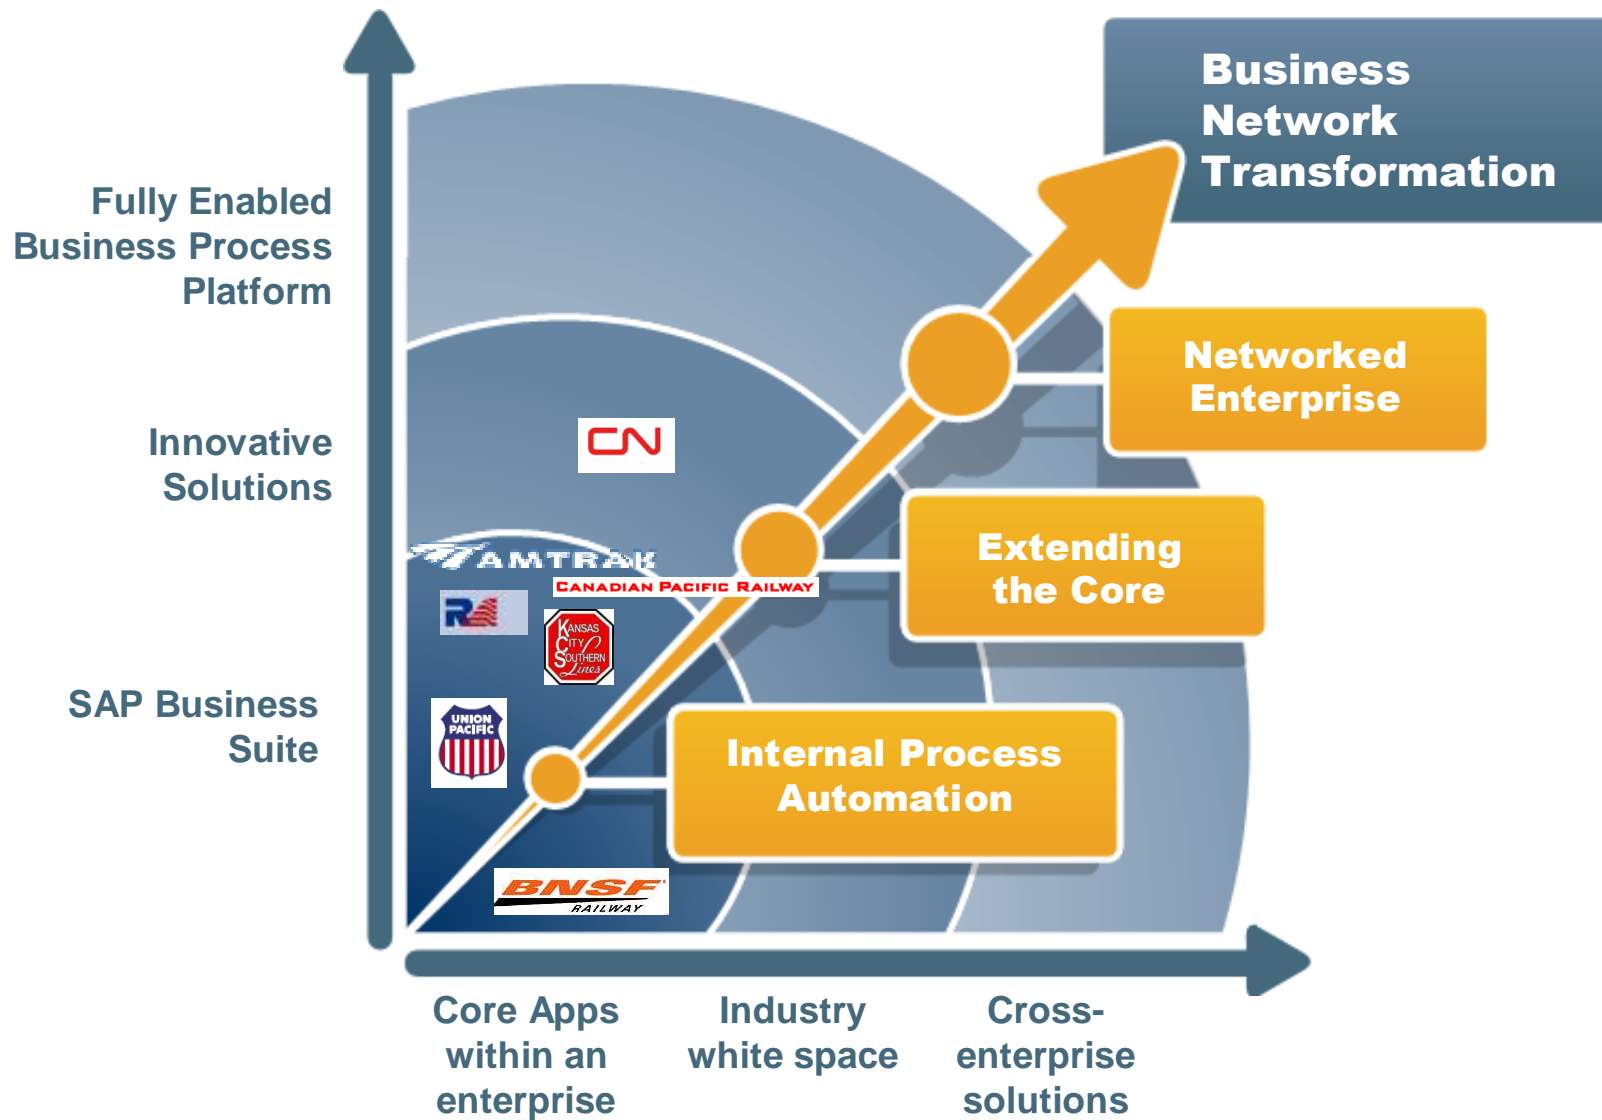 Business
Network
Transformation
Fully Enabled
Business Process
Platform
Networked
Enterprise
Innovative
Solutions
CN
Extending
the Core
AMTRAK
CANADIAN PACIFIC RAILWAY
R
KANSAS
CITY
SOUTHERN
Lines
SAP Business
Suite
UNION
PACIFIC
Internal Process
Automation
BNSF
RAILWAY
Core Apps
within an
enterprise
Industry
white space
Cross-
enterprise
solutions